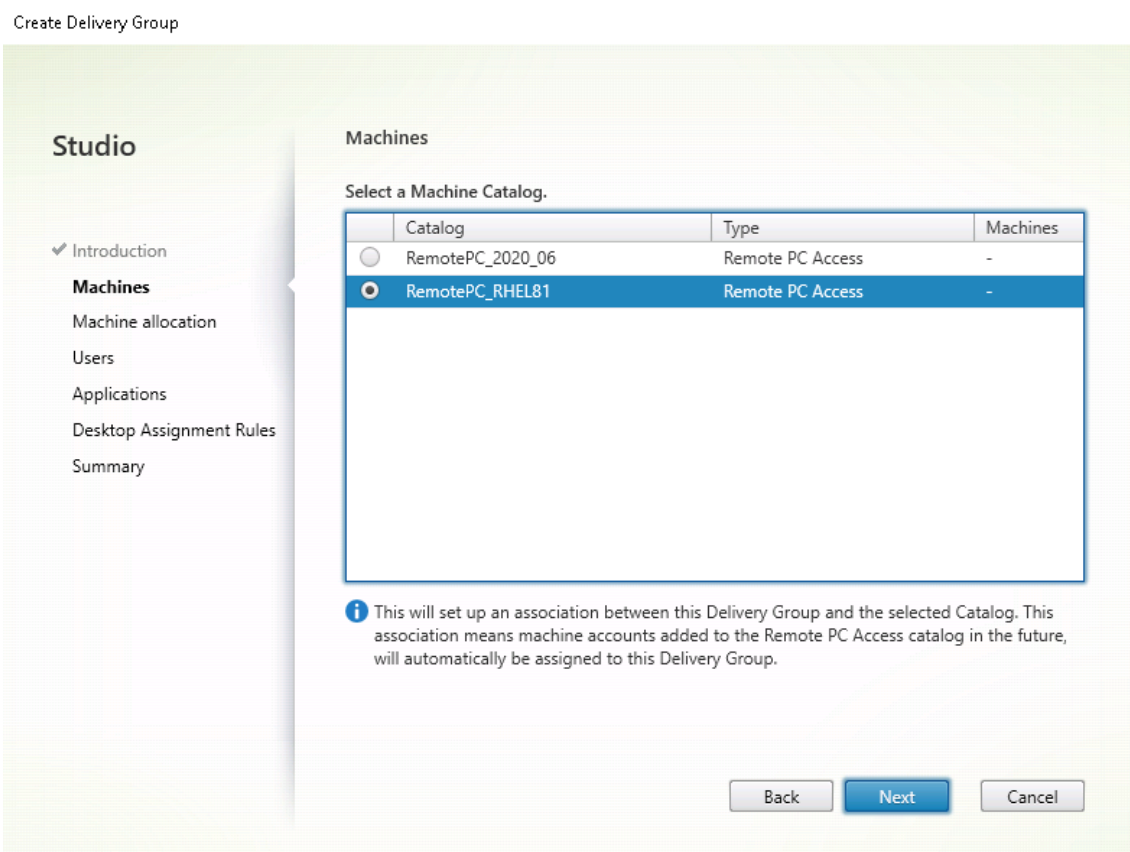 Create Delivery Group
Studio
Introduction
Machines
Machine allocation
Users
Applications
Desktop Assignment Rules
Summary
Machines
Select a Machine Catalog.
Catalog Type Machines
RemotePC_2020_06 Remote PC Access -
RemotePC_RHEL81 Remote PC Access -
This will set up an association between this Delivery Group and the selected Catalog. This
association means machine accounts added to the Remote PC Access catalog in the future,
will automatically be assigned to this Delivery Group.
Back Next Cancel